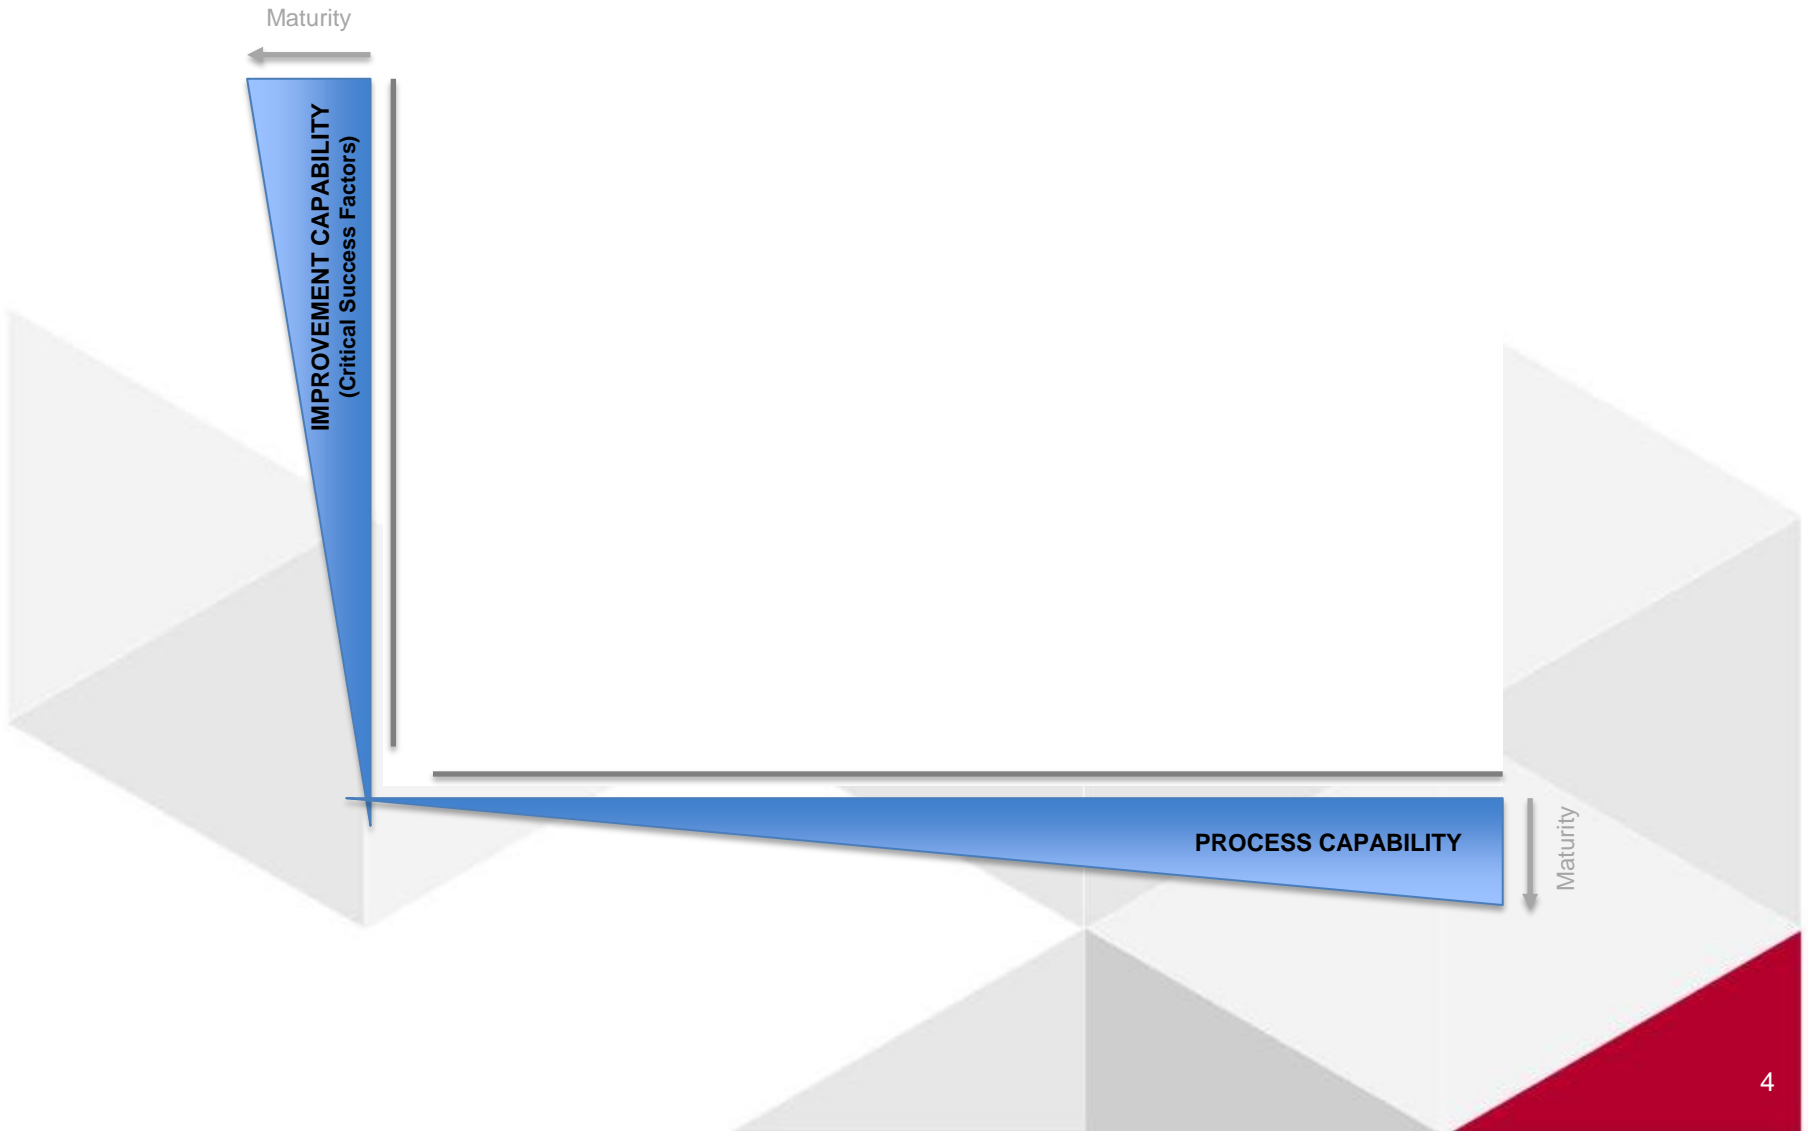 Maturity
IMPROVEMENT CAPABILITY
(Critical Success Factors)
PROCESS CAPABILITY
Maturity
4